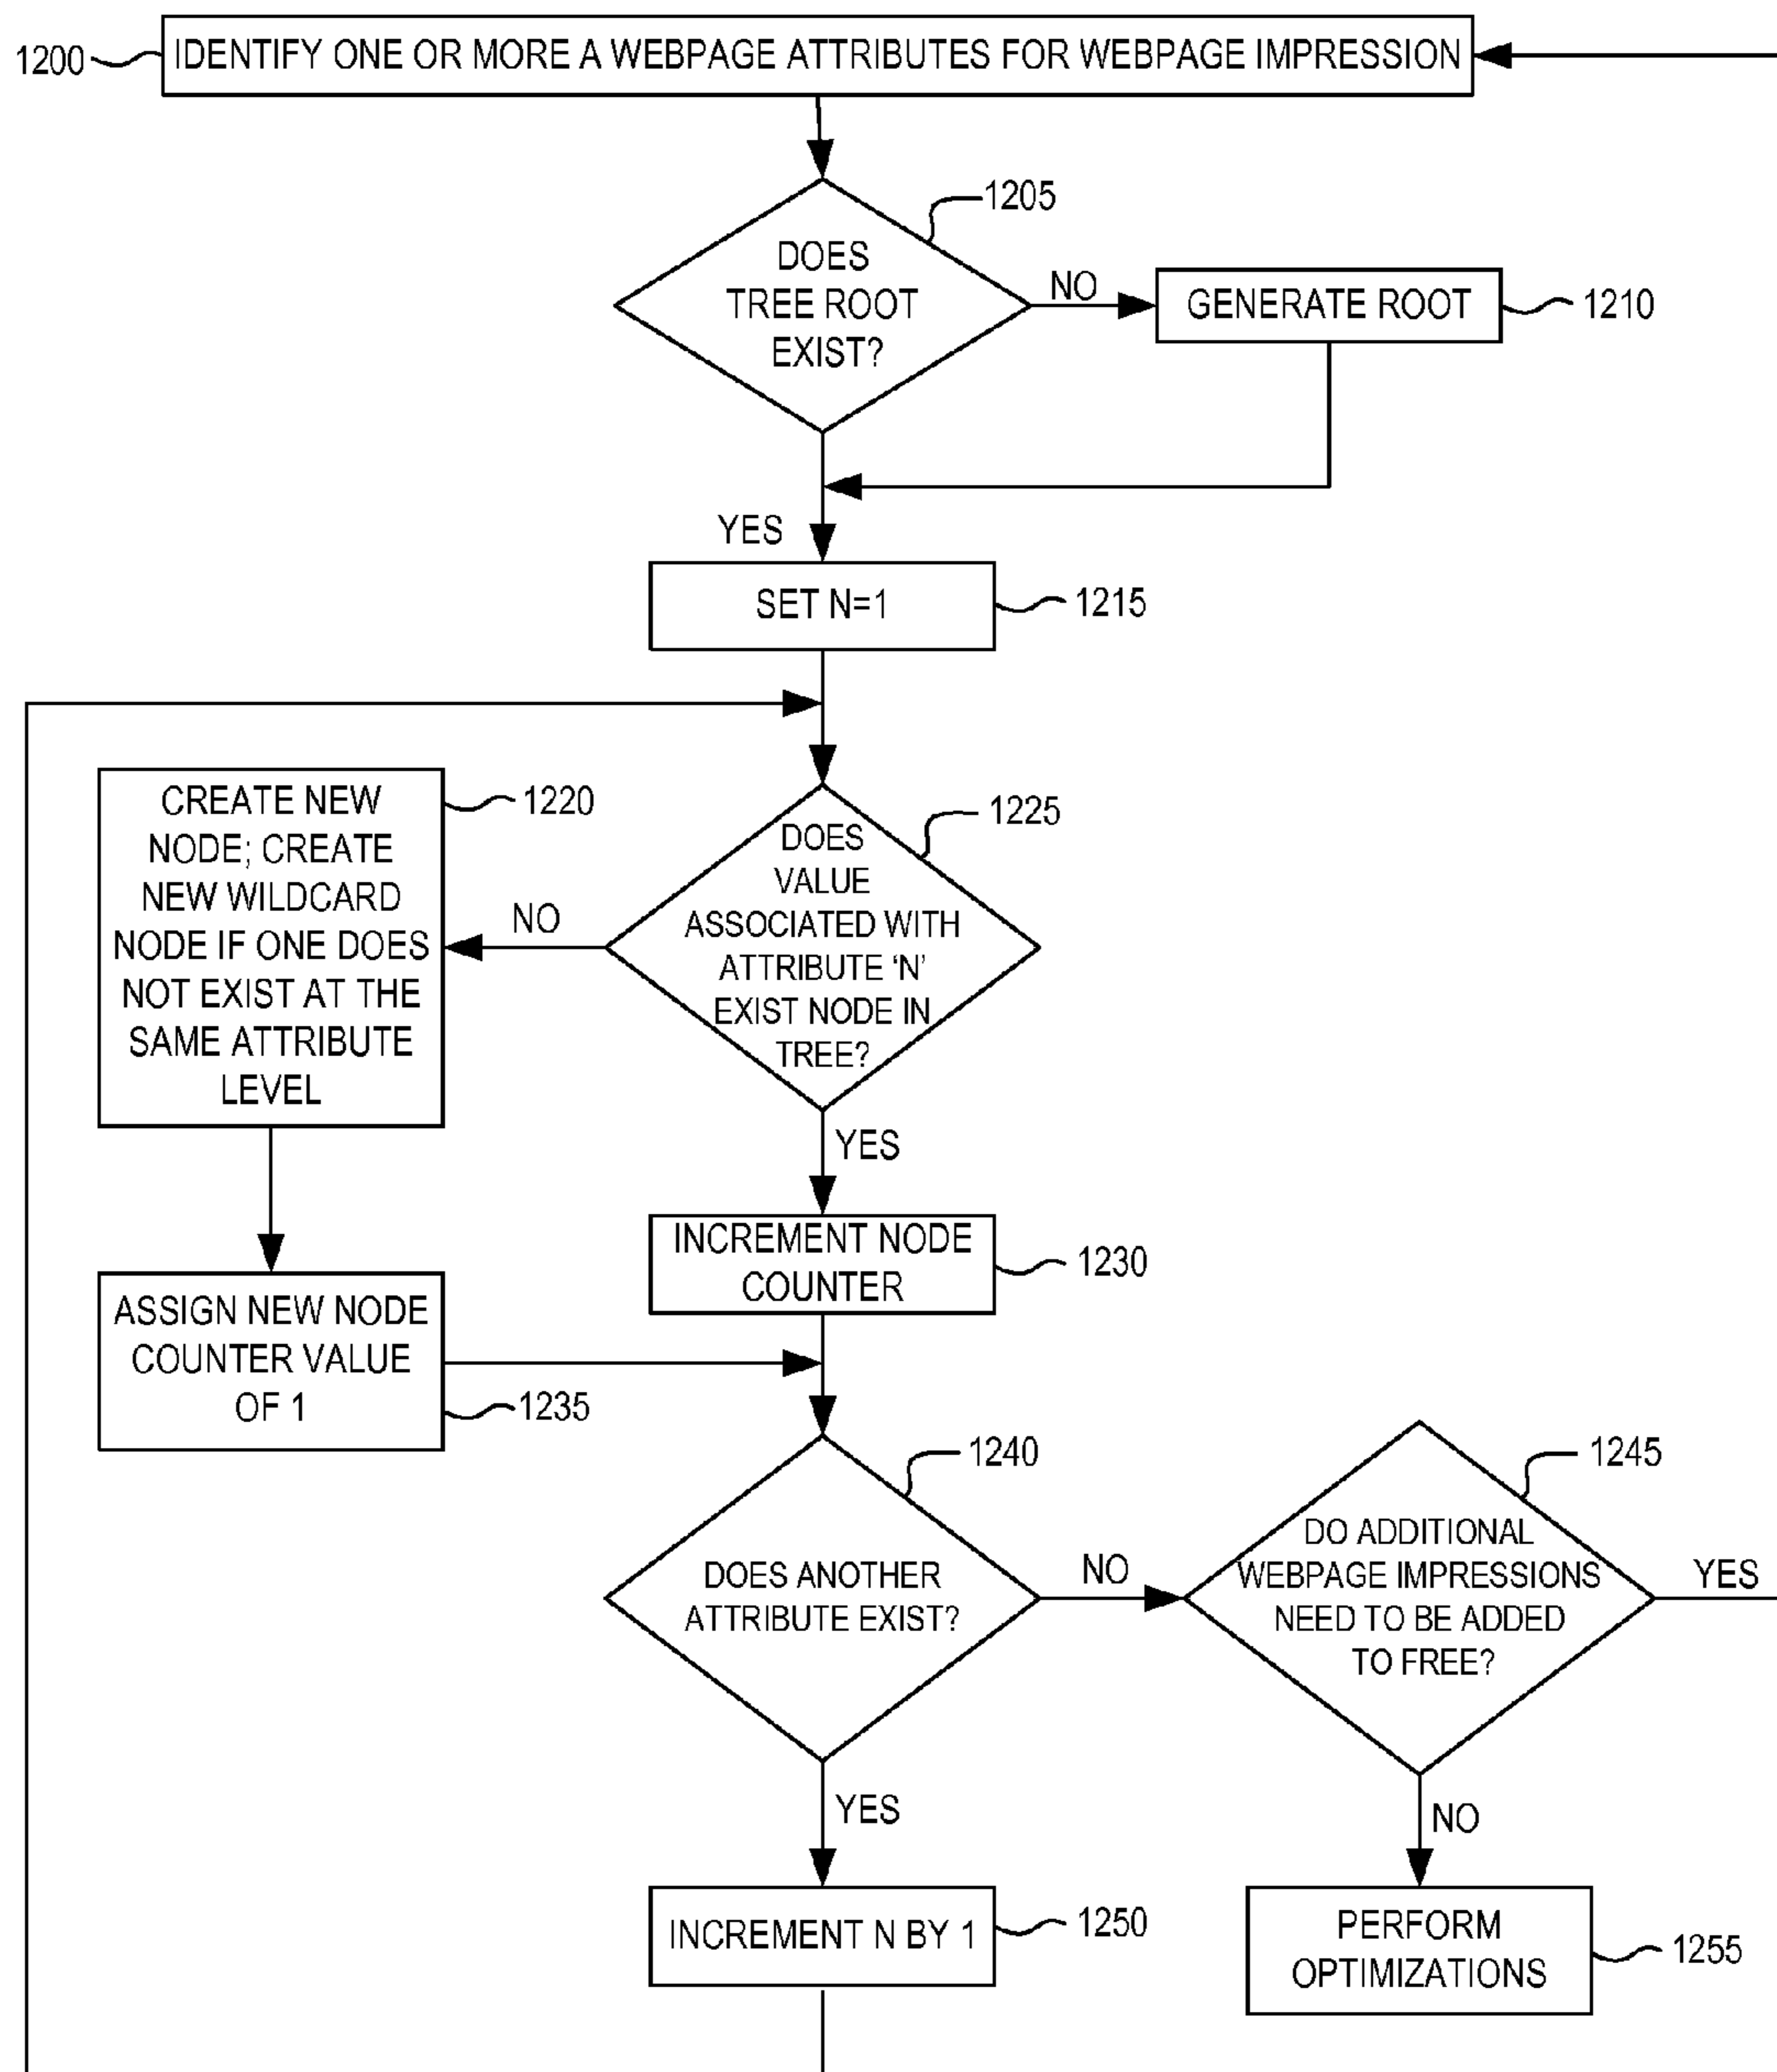 1200
IDENTIFY ONE OR MORE A WEBPAGE ATTRIBUTES FOR WEBPAGE IMPRESSION
1205
DOES
TREE ROOT
EXIST?
NO
GENERATE ROOT
1210
YES
SET N=1
1215
CREATE NEW
NODE; CREATE
NEW WILDCARD
NODE IF ONE DOES
NOT EXIST AT THE
SAME ATTRIBUTE
LEVEL
1220
NO
1225
DOES
VALUE
ASSOCIATED WITH
ATTRIBUTE ‘N’
EXIST NODE IN
TREE?
YES
INCREMENT NODE
COUNTER
1230
ASSIGN NEW NODE
COUNTER VALUE
OF 1
1235
1240
DOES ANOTHER
ATTRIBUTE EXIST?
NO
1245
DO ADDITIONAL
WEBPAGE IMPRESSIONS
NEED TO BE ADDED
TO FREE?
YES
YES
NO
INCREMENT N BY 1
1250
PERFORM
OPTIMIZATIONS
1255